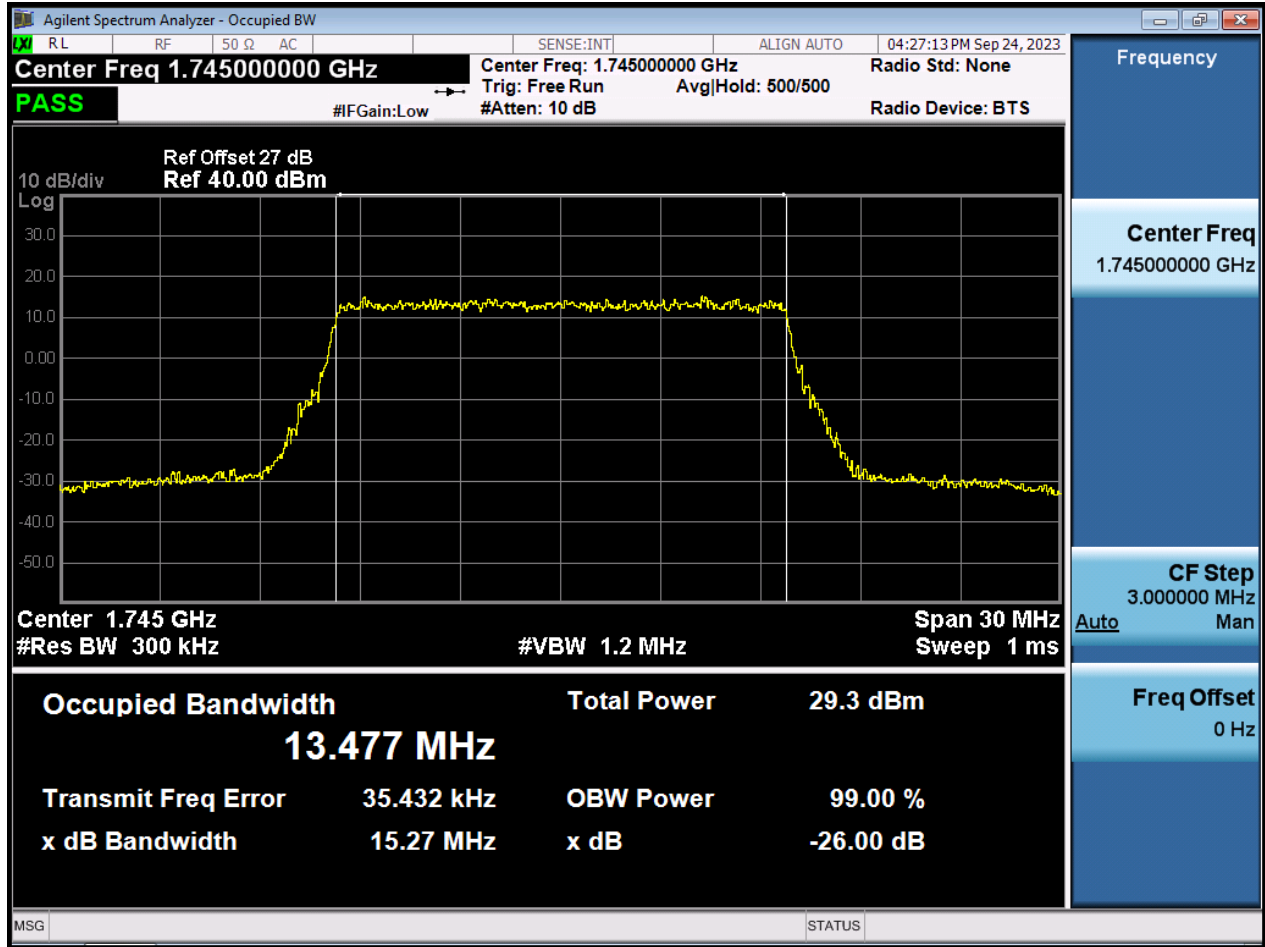 Agilent Spectrum Analyzer - Occupied BW
LXI RL RF 50 Ω AC SENSE:INT ALIGN AUTO 04:27:13 PM Sep 24, 2023
Center Freq 1.745000000 GHz
PASS
#IFGain:Low
Center Freq: 1.745000000 GHz
Trig: Free Run Avg|Hold: 500/500
#Atten: 10 dB
Radio Std: None
Radio Device: BTS
Ref Offset 27 dB
10 dB/div Ref 40.00 dBm
Log
30.0
20.0
10.0
0.00
-10.0
-20.0
-30.0
-40.0
-50.0
Center 1.745 GHz Span 30 MHz
#Res BW 300 kHz #VBW 1.2 MHz Sweep 1 ms
Occupied Bandwidth Total Power 29.3 dBm
13.477 MHz
Transmit Freq Error 35.432 kHz OBW Power 99.00 %
x dB Bandwidth 15.27 MHz x dB -26.00 dB
Frequency
Center Freq
1.745000000 GHz
CF Step
3.000000 MHz
Auto Man
Freq Offset
0 Hz
MSG STATUS